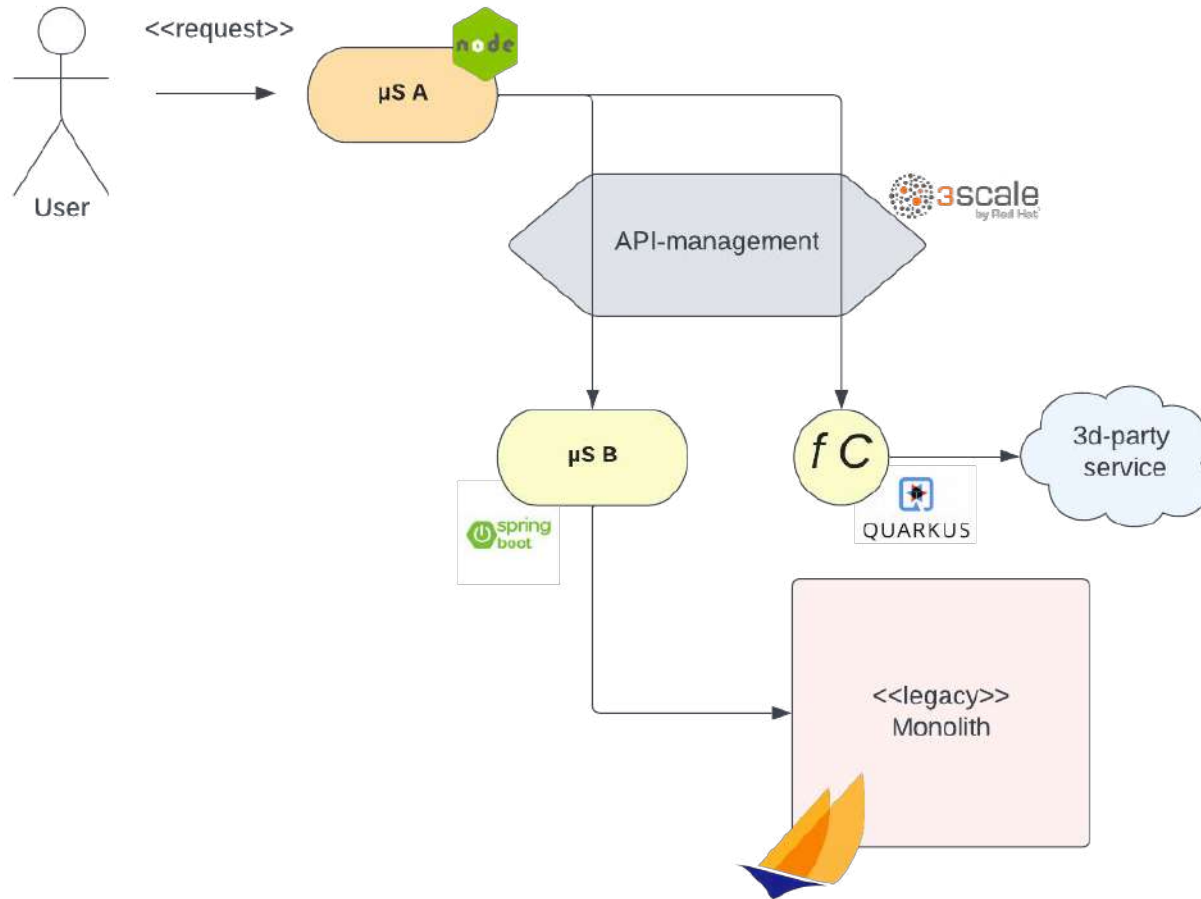 <<request>>
node
µS A
User
3scale
by Red Hat
API-management
µS B
spring
boot
f C
QUARKUS
3d-party
service
<<legacy>>
Monolith